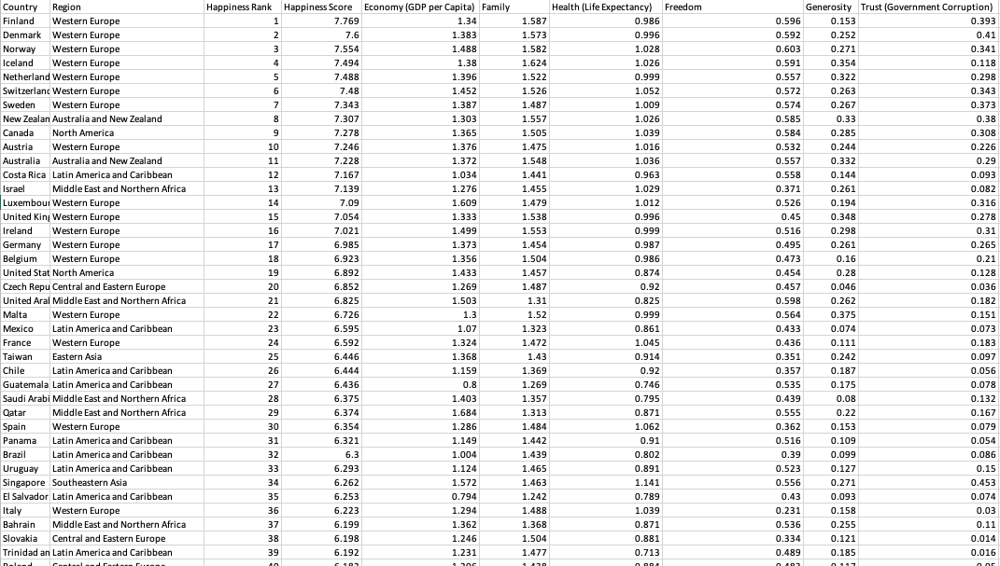 Country Region Happiness Rank Happiness Score Economy (GDP per Capita) Family Health (Life Expectancy) Freedom Generosity Trust (Government Corruption)
Finland Western Europe 1 7.769 1.34 1.587 0.986 0.596 0.153 0.393
Denmark Western Europe 2 7.6 1.383 1.573 0.996 0.592 0.252 0.41
Norway Western Europe 3 7.554 1.488 1.582 1.028 0.603 0.271 0.341
Iceland Western Europe 4 7.494 1.38 1.624 1.026 0.591 0.354 0.118
Netherland Western Europe 5 7.488 1.396 1.522 0.999 0.557 0.322 0.298
Switzerland Western Europe 6 7.48 1.452 1.526 1.052 0.572 0.263 0.343
Sweden Western Europe 7 7.343 1.387 1.487 1.009 0.574 0.267 0.373
New Zealan Australia and New Zealand 8 7.307 1.303 1.557 1.026 0.585 0.33 0.38
Canada North America 9 7.278 1.365 1.505 1.039 0.584 0.285 0.308
Austria Western Europe 10 7.246 1.376 1.475 1.016 0.532 0.244 0.226
Australia Australia and New Zealand 11 7.228 1.372 1.548 1.036 0.557 0.332 0.29
Costa Rica Latin America and Caribbean 12 7.167 1.034 1.441 0.963 0.558 0.144 0.093
Israel Middle East and Northern Africa 13 7.139 1.276 1.455 1.029 0.371 0.261 0.082
Luxembour Western Europe 14 7.09 1.609 1.479 1.012 0.526 0.194 0.316
United King Western Europe 15 7.054 1.333 1.538 0.996 0.45 0.348 0.278
Ireland Western Europe 16 7.021 1.499 1.553 0.999 0.516 0.298 0.31
Germany Western Europe 17 6.985 1.373 1.454 0.987 0.495 0.261 0.265
Belgium Western Europe 18 6.923 1.356 1.504 0.986 0.473 0.16 0.21
United Stat North America 19 6.892 1.433 1.457 0.874 0.454 0.28 0.128
Czech Repu Central and Eastern Europe 20 6.852 1.269 1.487 0.92 0.457 0.046 0.036
United Aral Middle East and Northern Africa 21 6.825 1.503 1.31 0.825 0.598 0.262 0.182
Malta Western Europe 22 6.726 1.3 1.52 0.999 0.564 0.375 0.151
Mexico Latin America and Caribbean 23 6.595 1.07 1.323 0.861 0.433 0.074 0.073
France Western Europe 24 6.592 1.324 1.472 1.045 0.436 0.111 0.183
Taiwan Eastern Asia 25 6.446 1.368 1.43 0.914 0.351 0.242 0.097
Chile Latin America and Caribbean 26 6.444 1.159 1.369 0.92 0.357 0.187 0.056
Guatemala Latin America and Caribbean 27 6.436 0.8 1.269 0.746 0.535 0.175 0.078
Saudi Arabi Middle East and Northern Africa 28 6.375 1.403 1.357 0.795 0.439 0.08 0.132
Qatar Middle East and Northern Africa 29 6.374 1.684 1.313 0.871 0.555 0.22 0.167
Spain Western Europe 30 6.354 1.286 1.484 1.062 0.362 0.153 0.079
Panama Latin America and Caribbean 31 6.321 1.149 1.442 0.91 0.516 0.109 0.054
Brazil Latin America and Caribbean 32 6.3 1.004 1.439 0.802 0.39 0.099 0.086
Uruguay Latin America and Caribbean 33 6.293 1.124 1.465 0.891 0.523 0.127 0.15
Singapore Southeastern Asia 34 6.262 1.572 1.463 1.141 0.556 0.271 0.453
El Salvador Latin America and Caribbean 35 6.253 0.794 1.242 0.789 0.43 0.093 0.074
Italy Western Europe 36 6.223 1.294 1.488 1.039 0.231 0.158 0.03
Bahrain Middle East and Northern Africa 37 6.199 1.362 1.368 0.871 0.536 0.255 0.11
Slovakia Central and Eastern Europe 38 6.198 1.246 1.504 0.881 0.334 0.121 0.014
Trinidad an Latin America and Caribbean 39 6.192 1.231 1.477 0.713 0.489 0.185 0.016